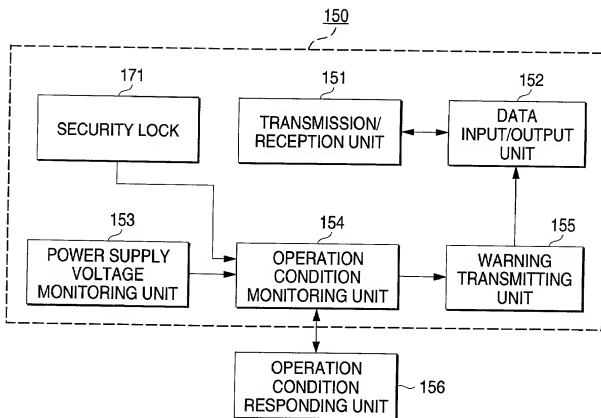 150
171
SECURITY LOCK
151
TRANSMISSION/
RECEPTION UNIT
152
DATA
INPUT/OUTPUT
UNIT
153
POWER SUPPLY
VOLTAGE
MONITORING UNIT
154
OPERATION
CONDITION
MONITORING UNIT
155
WARNING
TRANSMITTING
UNIT
OPERATION
CONDITION
RESPONDING UNIT
156